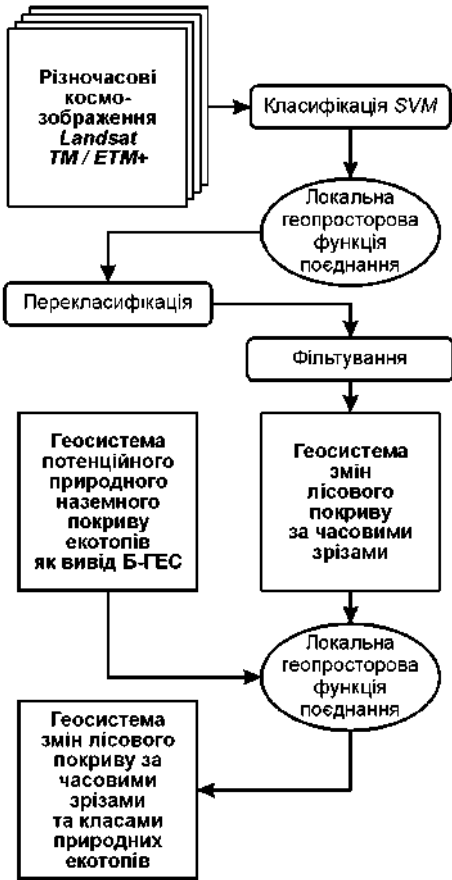 Різночасові
космо-
зображення
Landsat
TM / ETM+
Класифікація SVM
Локальна
геопросторова
функція
поєднання
Перекласифікація
Фільтування
Геосистема
потенційного
природного
наземного
покриву
екотопів
як вивід Б-ГЕС
Геосистема
змін
лісового
покриву
за часовими
зрізами
Локальна
геопросторова
функція
поєднання
Геосистема
змін лісового
покриву за
часовими
зрізами
та класами
природних
екотопів